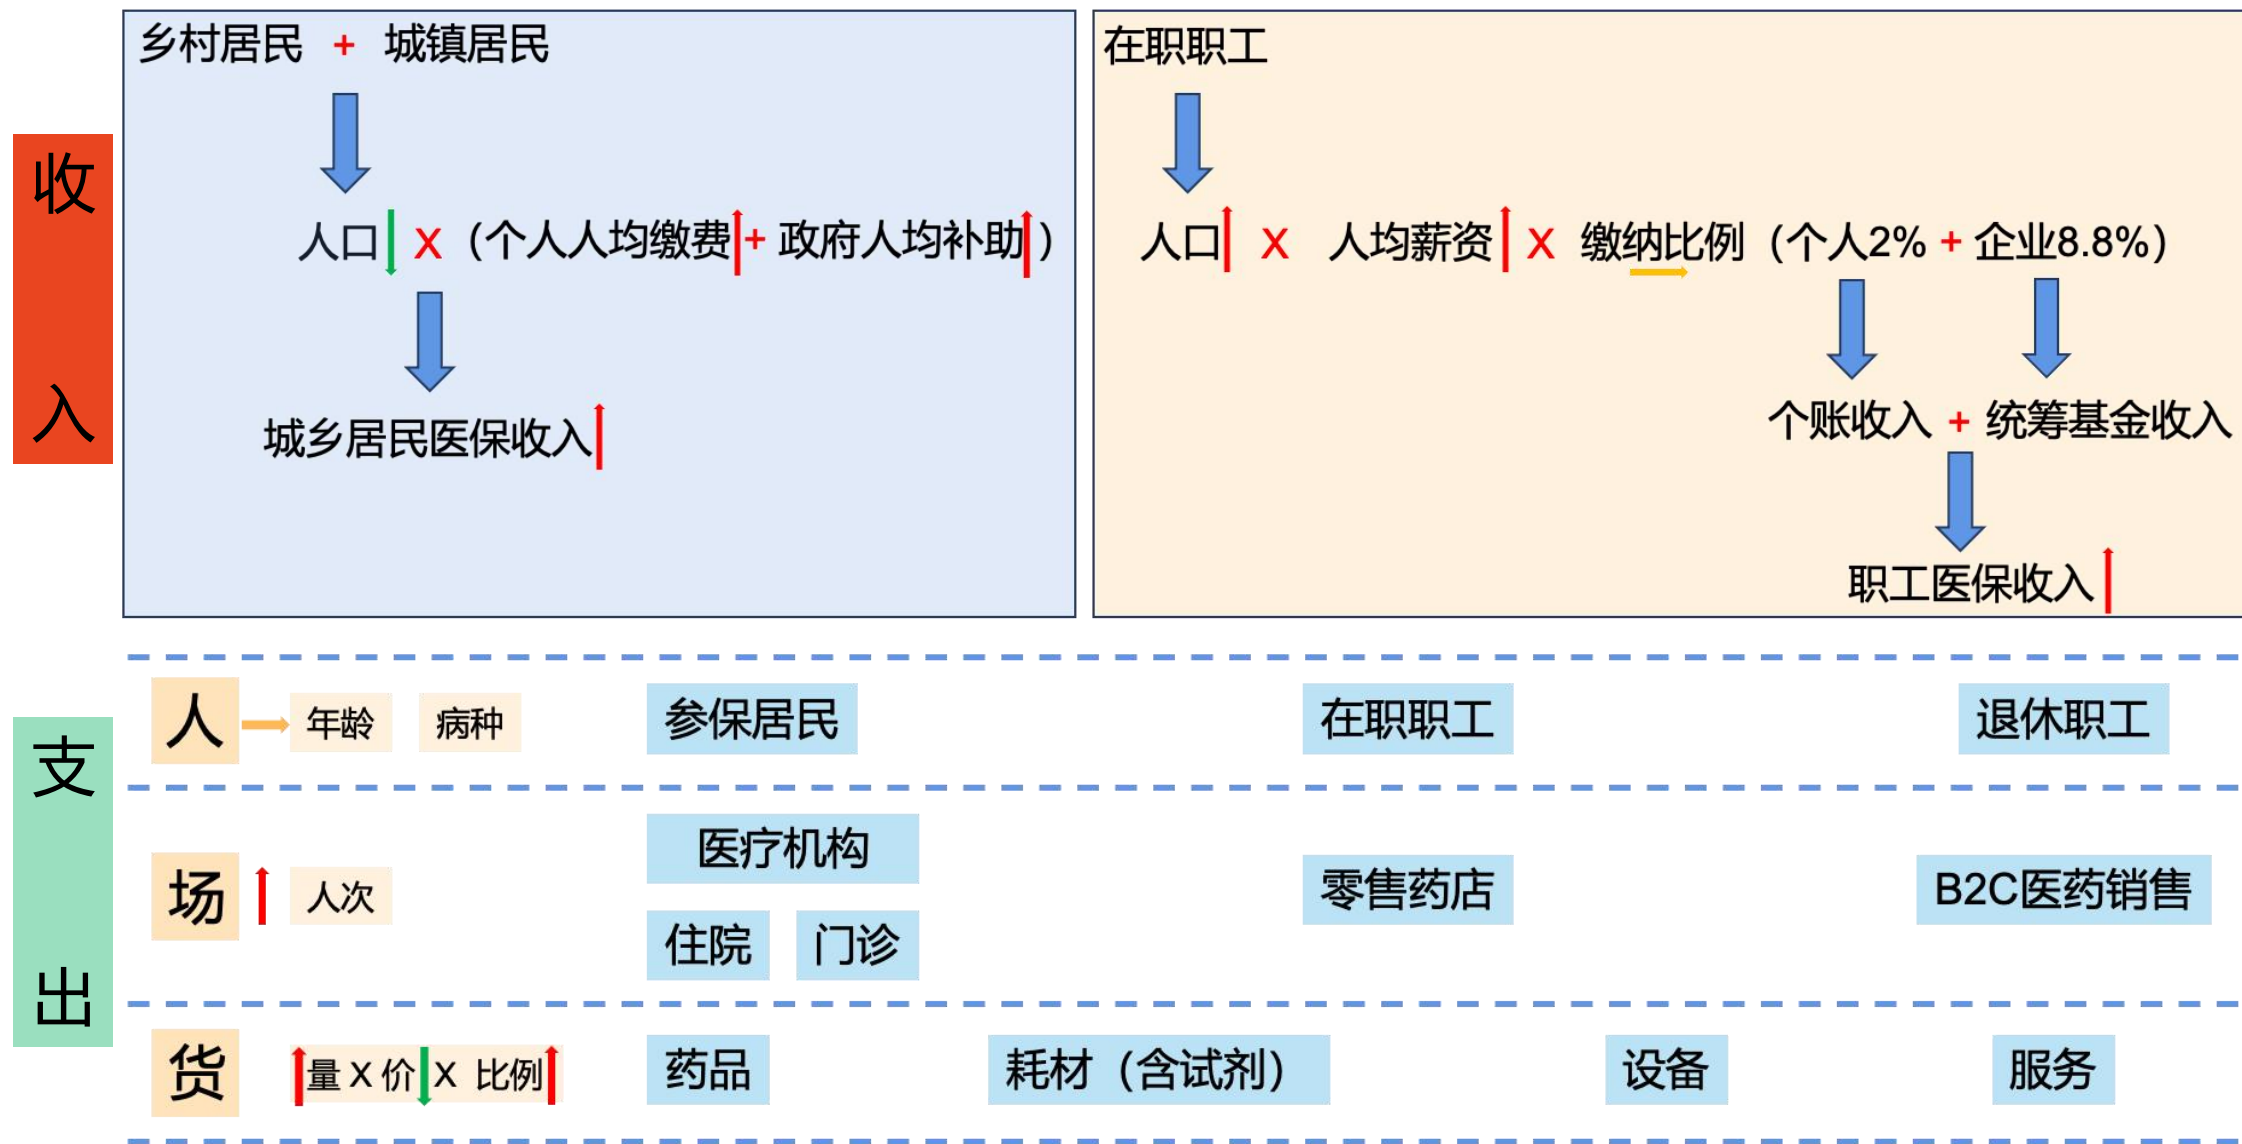 收入
乡村居民 + 城镇居民
人口 X（个人人均缴费 + 政府人均补助）
城乡居民医保收入
在职职工
人口 X 人均薪资 X 缴纳比例（个人2% + 企业8.8%）
个账收入 + 统筹基金收入
职工医保收入
支出
人 年龄 病种 参保居民 在职职工 退休职工
场 人次 医疗机构 零售药店 B2C医药销售
住院 门诊
货 量 X 价 X 比例 药品 耗材（含试剂） 设备 服务